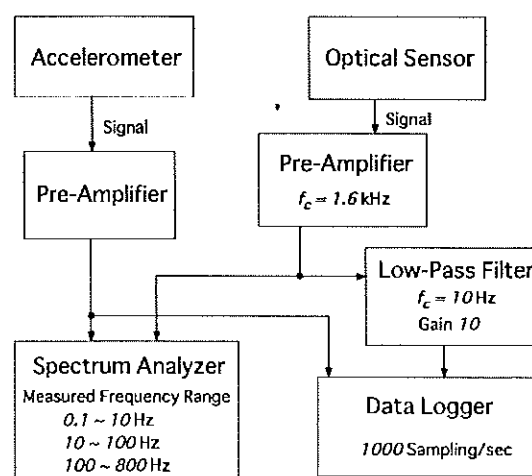 Accelerometer
Optical Sensor
Signal
Signal
Pre-Amplifier
Pre-Amplifier
f_c = 1.6 kHz
Low-Pass Filter
f_c = 10 Hz
Gain 10
Spectrum Analyzer
Measured Frequency Range
0.1 ~ 10 Hz
10 ~ 100 Hz
100 ~ 800 Hz
Data Logger
1000 Sampling/sec